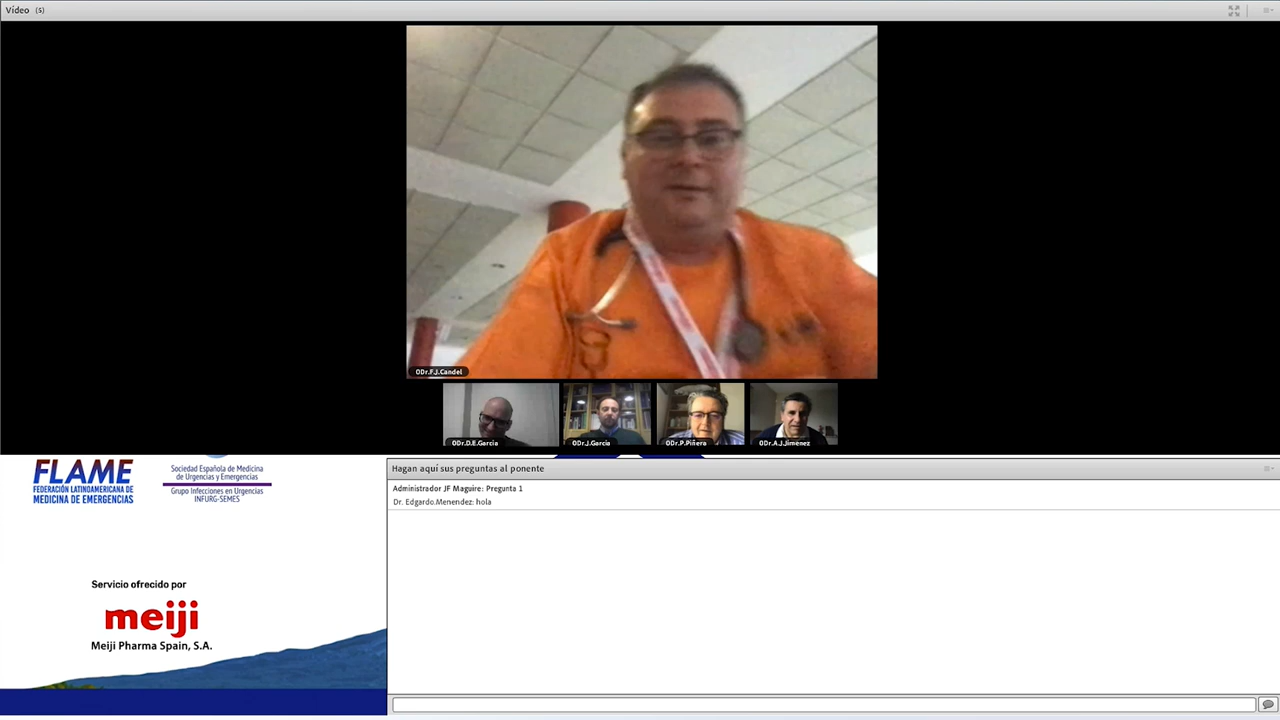 Vídeo (5)
ODr.F.J.Candel
ODr.D.E.Garcia
ODr.J.Garcia
ODr.P.Piñera
ODr.A.J.Jiménez
FLAME
FEDERACIÓN LATINOAMERICANA DE
MEDICINA DE EMERGENCIAS
Sociedad Española de Medicina
de Urgencias y Emergencias
Grupo Infecciones en Urgencias
INFURG-SEMES
Servicio ofrecido por
meiji
Meiji Pharma Spain, S.A.
Hagan aquí sus preguntas al ponente
Administrador JF Maguire: Pregunta 1
Dr. Edgardo.Menendez: hola